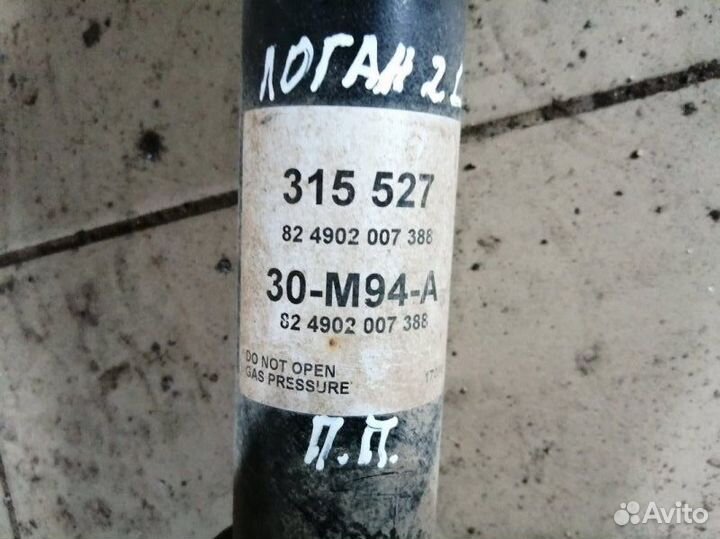 ЛОГАН 2
315 527
82 4902 007 388
30-M94-A
82 4902 007 388
DO NOT OPEN
GAS PRESSURE
П.П.
Avito